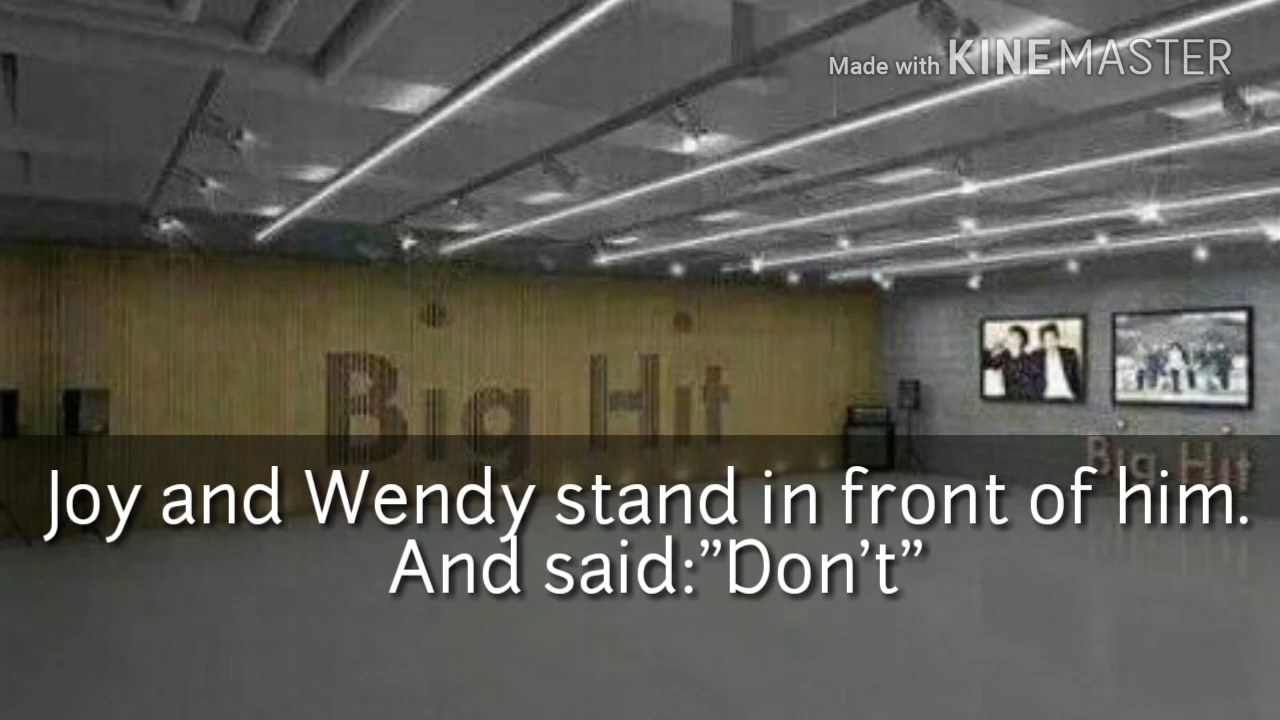 Made with KINEMASTER
Big Hit
Big Hit
Joy and Wendy stand in front of him.
And said:”Don’t”